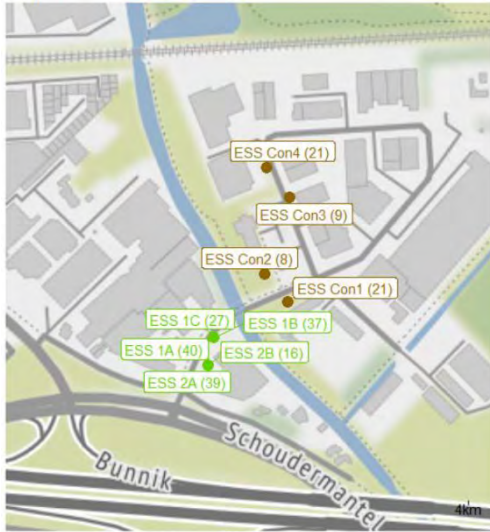 ESS Con4 (21)
ESS Con3 (9)
ESS Con2 (8)
ESS Con1 (21)
ESS 1C (27)
ESS 1B (37)
ESS 1A (40)
ESS 2B (16)
ESS 2A (39)
Schoudermantel
Bunnik
4km